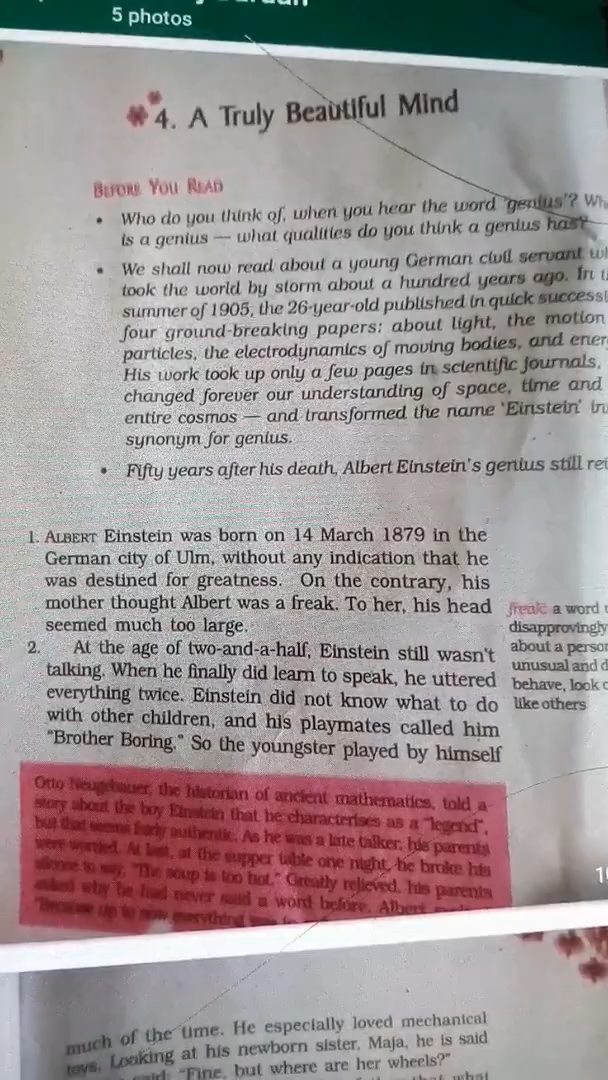 5 photos
4. A Truly Beautiful Mind
BEFORE YOU READ
• Who do you think of, when you hear the word 'genius'? Wh
is a genius — what qualities do you think a genius has?
• We shall now read about a young German civil servant w
took the world by storm about a hundred years ago. In
summer of 1905, the 26-year-old published in quick success
four ground-breaking papers: about light, the motion
particles, the electrodynamics of moving bodies, and ener
His work took up only a few pages in scientific journals,
changed forever our understanding of space, time and
entire cosmos — and transformed the name 'Einstein' in
synonym for genius.
• Fifty years after his death, Albert Einstein's genius still rei
1. ALBERT Einstein was born on 14 March 1879 in the
German city of Ulm, without any indication that he
was destined for greatness. On the contrary, his
mother thought Albert was a freak. To her, his head
seemed much too large.
2. At the age of two-and-a-half, Einstein still wasn't
talking. When he finally did learn to speak, he uttered
everything twice. Einstein did not know what to do
with other children, and his playmates called him
"Brother Boring." So the youngster played by himself
freak: a word
disapprovingly
about a person
unusual and d
behave, look o
like others
Otto Neugebauer, the historian of ancient mathematics, told a
story about the boy Einstein that he characterises as a "legend",
but that seems fairly authentic. As he was a late talker, his parents
were worried. At last, at the supper table one night, he broke his
silence to say, "The soup is too hot." Greatly relieved, his parents
asked why he had never said a word before. Albert
"Because up to now everything
much of the time. He especially loved mechanical
toys. Looking at his newborn sister, Maja, he is said
said: "Fine, but where are her wheels?"
what